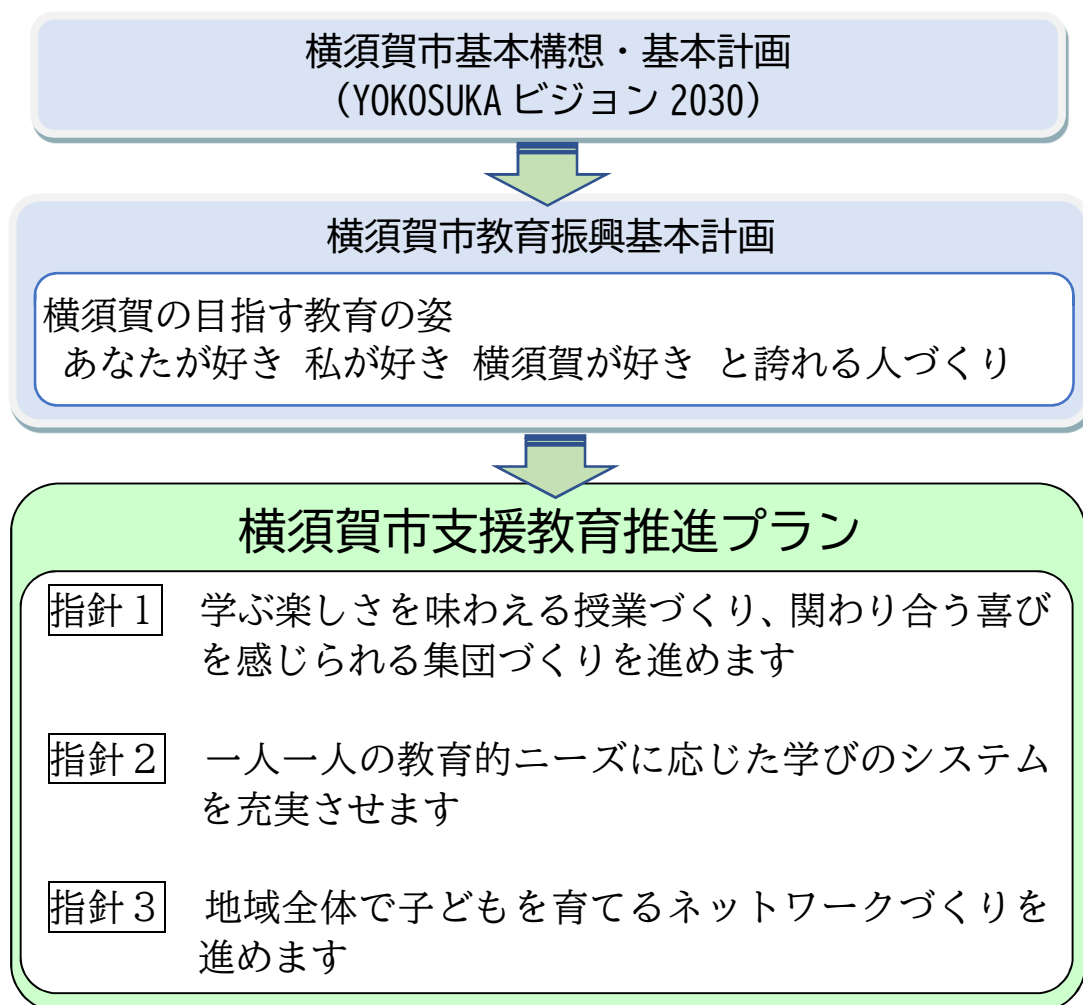 横須賀市基本構想・基本計画
（YOKOSUKA ビジョン 2030）
横須賀市教育振興基本計画
横須賀の目指す教育の姿
あなたが好き 私が好き 横須賀が好き と誇れる人づくり
横須賀市支援教育推進プラン
指針１ 学ぶ楽しさを味わえる授業づくり、関わり合う喜び
を感じられる集団づくりを進めます
指針２ 一人一人の教育的ニーズに応じた学びのシステム
を充実させます
指針３ 地域全体で子どもを育てるネットワークづくりを
進めます